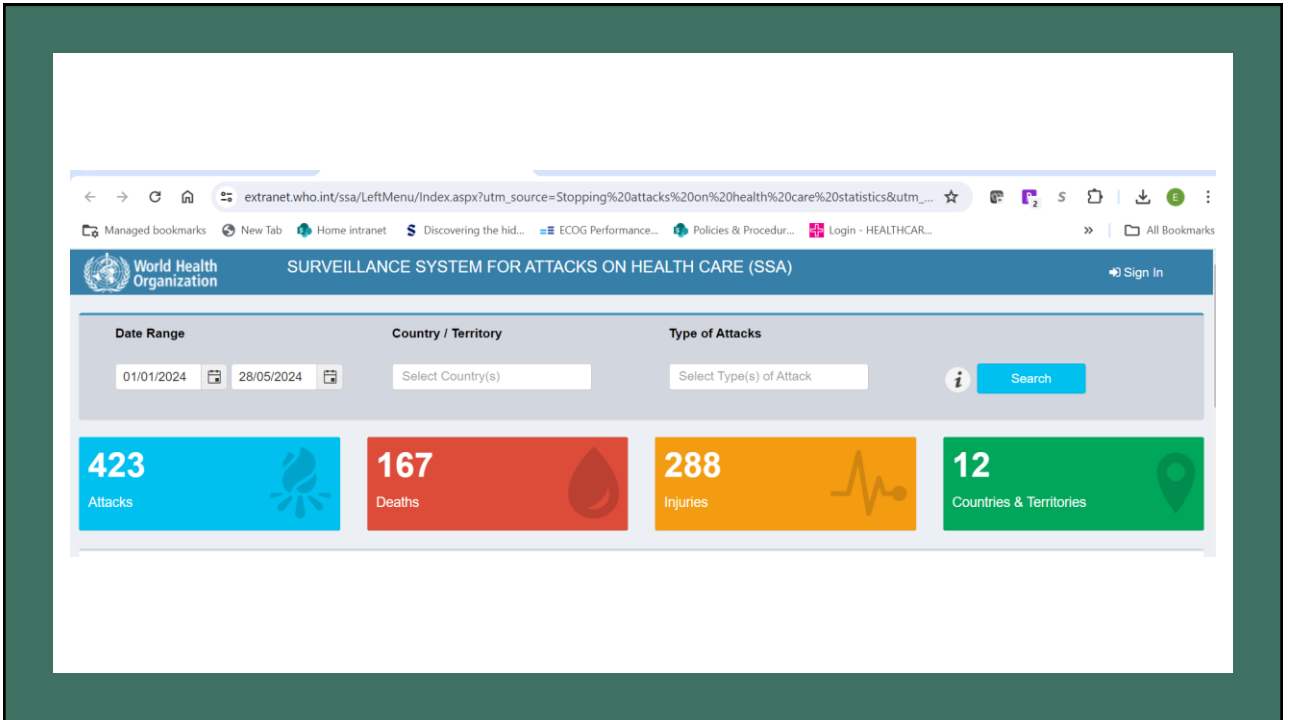 extranet.who.int/ssa/LeftMenu/Index.aspx?utm_source=Stopping%20attacks%20on%20health%20care%20statistics&utm_...
2
S
E
Managed bookmarks
New Tab
Home intranet
S Discovering the hid...
ECOG Performance...
Policies & Procedur...
Login - HEALTHCAR...
»
All Bookmarks
World Health
Organization
SURVEILLANCE SYSTEM FOR ATTACKS ON HEALTH CARE (SSA)
Sign In
Date Range
Country / Territory
Type of Attacks
01/01/2024
28/05/2024
Select Country(s)
Select Type(s) of Attack
i
Search
423
Attacks
167
Deaths
288
Injuries
12
Countries & Territories